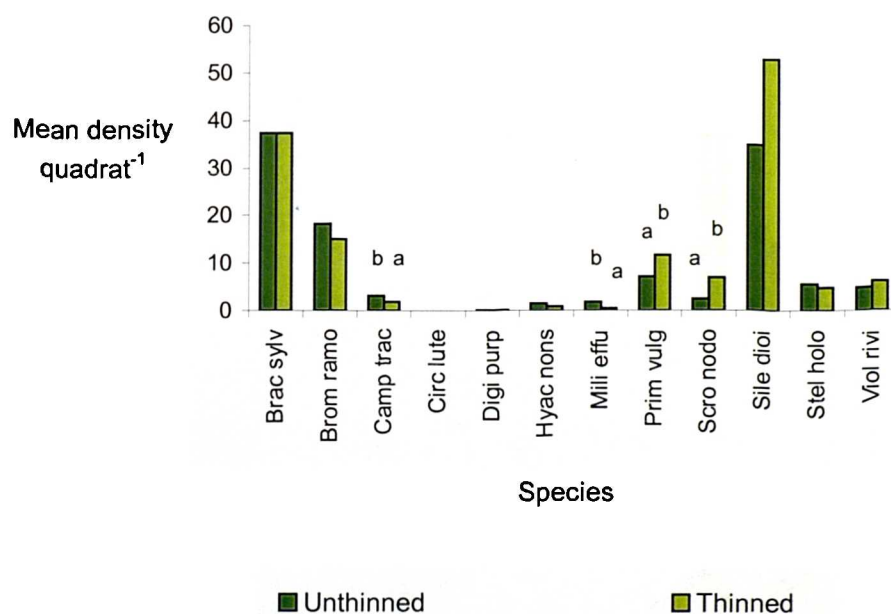 60
50
40
30
20
10
0
Mean density
quadrat-1
b a
b
a
a
b
a
b
Brac sylv
Brom ramo
Camp trac
Circ lute
Digi purp
Hyac nons
Mili effu
Prim vulg
Scro nodo
Sile dioi
Stel holo
Viol rivi
Species
Unthinned
Thinned